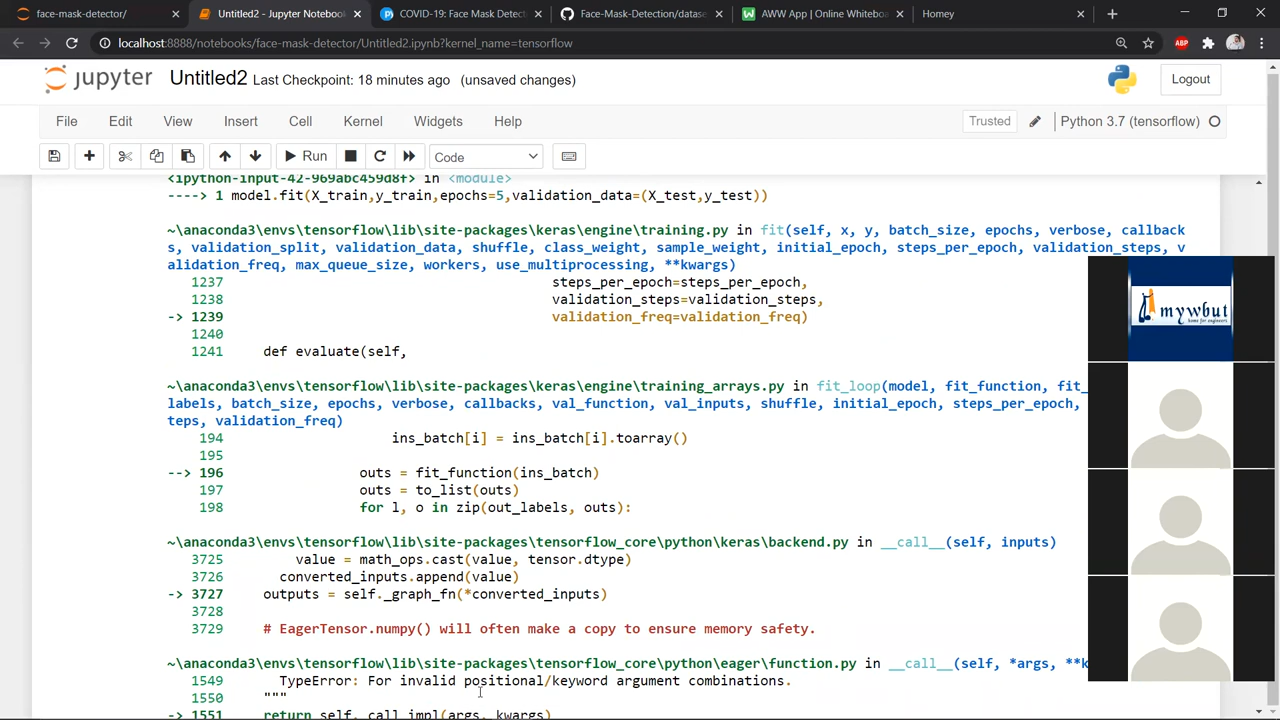 face-mask-detector/
Untitled2 - Jupyter Notebook
COVID-19: Face Mask Detect
Face-Mask-Detection/datase
AWW App | Online Whiteboa
Homey
localhost:8888/notebooks/face-mask-detector/Untitled2.ipynb?kernel_name=tensorflow
ABP
jupyter Untitled2 Last Checkpoint: 18 minutes ago (unsaved changes)
Logout
File Edit View Insert Cell Kernel Widgets Help
Trusted
Python 3.7 (tensorflow)
Run
Code
<ipython-input-42-969abc459d8f> in <module>
----> 1 model.fit(X_train,y_train,epochs=5,validation_data=(X_test,y_test))
~\anaconda3\envs\tensorflow\lib\site-packages\keras\engine\training.py in fit(self, x, y, batch_size, epochs, verbose, callback
s, validation_split, validation_data, shuffle, class_weight, sample_weight, initial_epoch, steps_per_epoch, validation_steps, v
alidation_freq, max_queue_size, workers, use_multiprocessing, **kwargs)
1237 steps_per_epoch=steps_per_epoch,
1238 validation_steps=validation_steps,
-> 1239 validation_freq=validation_freq)
1240
1241 def evaluate(self,
~\anaconda3\envs\tensorflow\lib\site-packages\keras\engine\training_arrays.py in fit_loop(model, fit_function, fit_
labels, batch_size, epochs, verbose, callbacks, val_function, val_inputs, shuffle, initial_epoch, steps_per_epoch,
teps, validation_freq)
194 ins_batch[i] = ins_batch[i].toarray()
195
--> 196 outs = fit_function(ins_batch)
197 outs = to_list(outs)
198 for l, o in zip(out_labels, outs):
~\anaconda3\envs\tensorflow\lib\site-packages\tensorflow_core\python\keras\backend.py in __call__(self, inputs)
3725 value = math_ops.cast(value, tensor.dtype)
3726 converted_inputs.append(value)
-> 3727 outputs = self._graph_fn(*converted_inputs)
3728
3729 # EagerTensor.numpy() will often make a copy to ensure memory safety.
~\anaconda3\envs\tensorflow\lib\site-packages\tensorflow_core\python\eager\function.py in __call__(self, *args, **k
1549 TypeError: For invalid positional/keyword argument combinations.
1550 """
-> 1551 return self._call_impl(args, kwargs)
mywbut
home for engineers